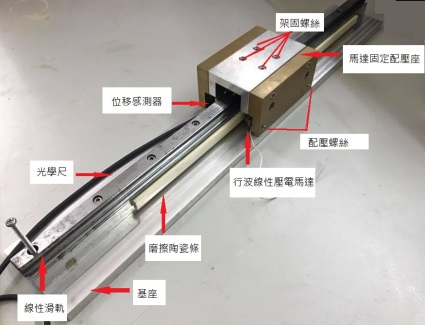 架固螺絲
馬達固定配壓座
位移感測器
配壓螺絲
光學尺
行波線性壓電馬達
磨擦陶瓷條
線性滑軌
基座